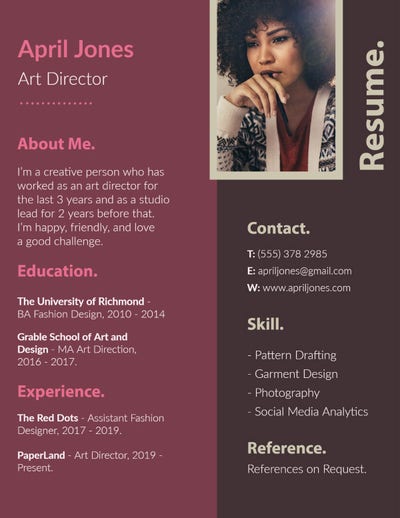 April Jones
Art Director
About Me.
I'm a creative person who has
worked as an art director for
the last 3 years and as a studio
lead for 2 years before that.
I'm happy, friendly, and love
a good challenge.
Education.
The University of Richmond -
BA Fashion Design, 2010 - 2014
Grable School of Art and
Design - MA Art Direction,
2016 - 2017.
Experience.
The Red Dots - Assistant Fashion
Designer, 2017 - 2019.
PaperLand - Art Director, 2019 -
Present.
Resume.
Contact.
T: (555) 378 2985
E: apriljones@gmail.com
W: www.apriljones.com
Skill.
- Pattern Drafting
- Garment Design
- Photography
- Social Media Analytics
Reference.
References on Request.